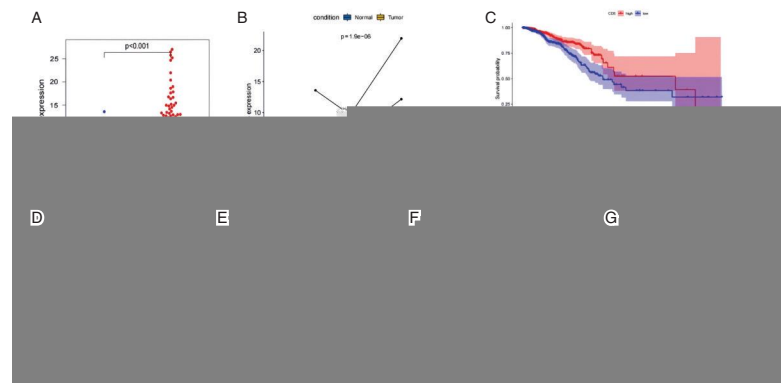 A
p<0.001
25
20
15
expression
B
condition Normal Tumor
p = 1.9e-06
20
15
10
expression
C
high low
1.00
0.75
0.50
0.25
Survival probability
D E F G